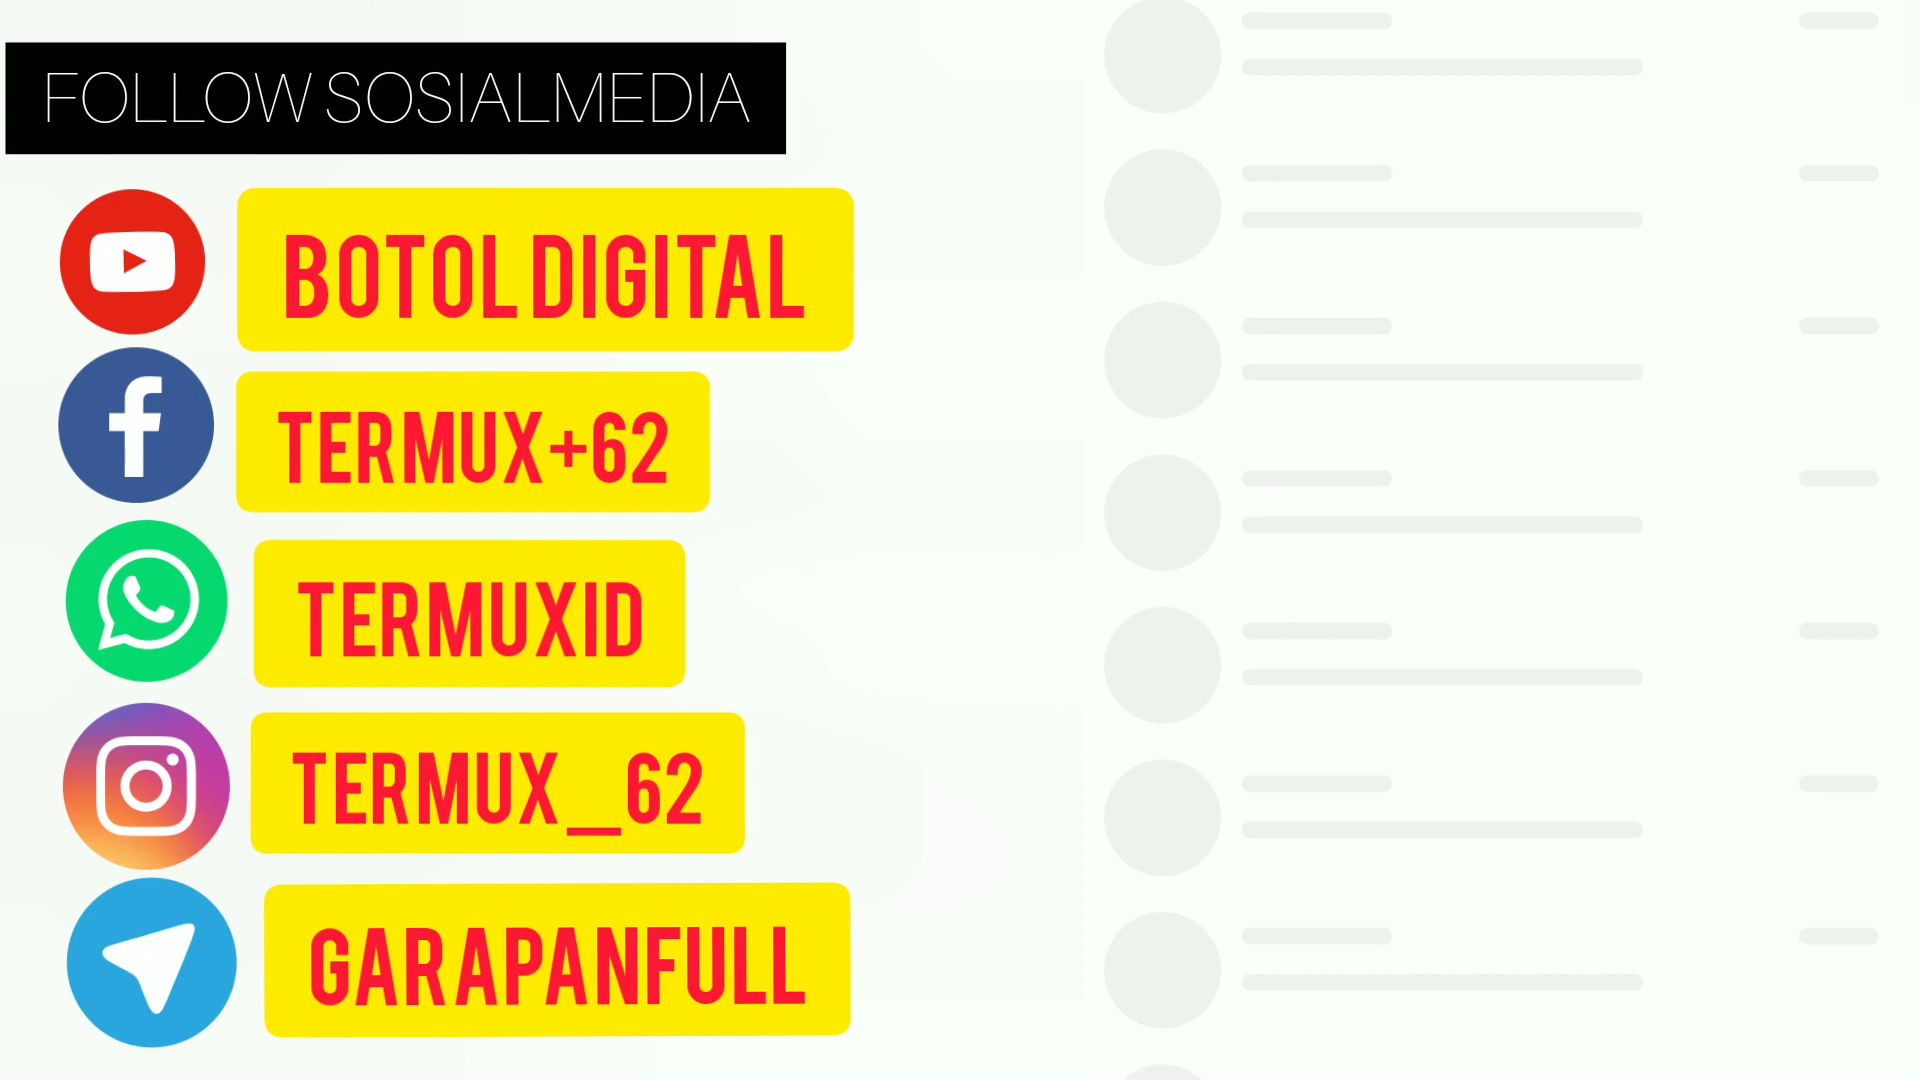 FOLLOW SOSIALMEDIA
BOTOL DIGITAL
TERMUX+62
TERMUXID
TERMUX_62
GARAPANFULL